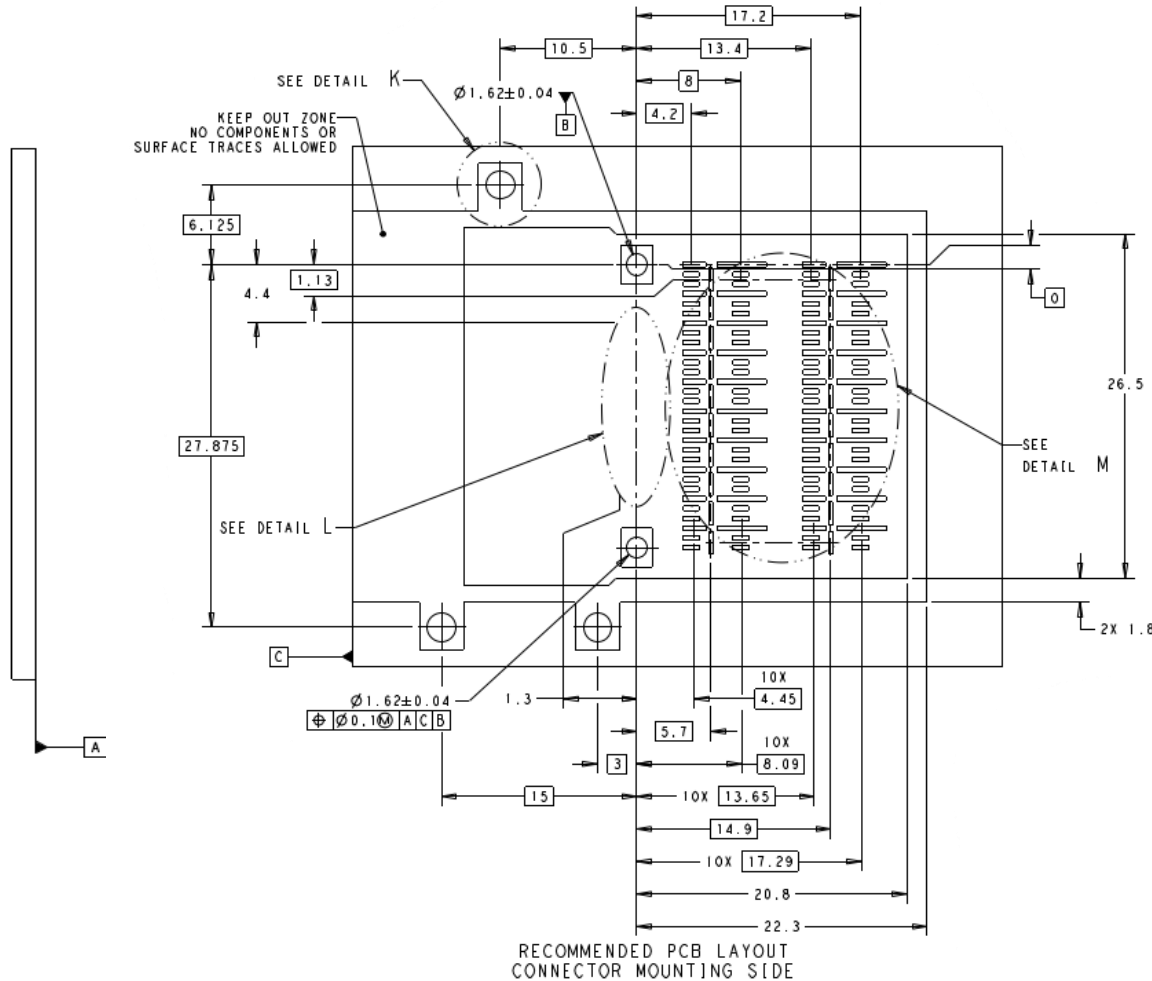 17.2
10.5
13.4
SEE DETAIL K
8
Ø1.62±0.04
4.2
B
KEEP OUT ZONE
NO COMPONENTS OR
SURFACE TRACES ALLOWED
6.125
1.13
4.4
0
26.5
27.875
SEE
DETAIL M
SEE DETAIL L
2X 1.8
C
10X
4.45
1.3
Ø1.62±0.04
⌖ Ø0.1Ⓜ A C B
5.7
A
10X
8.09
3
15
10X 13.65
14.9
10X 17.29
20.8
22.3
RECOMMENDED PCB LAYOUT
CONNECTOR MOUNTING SIDE